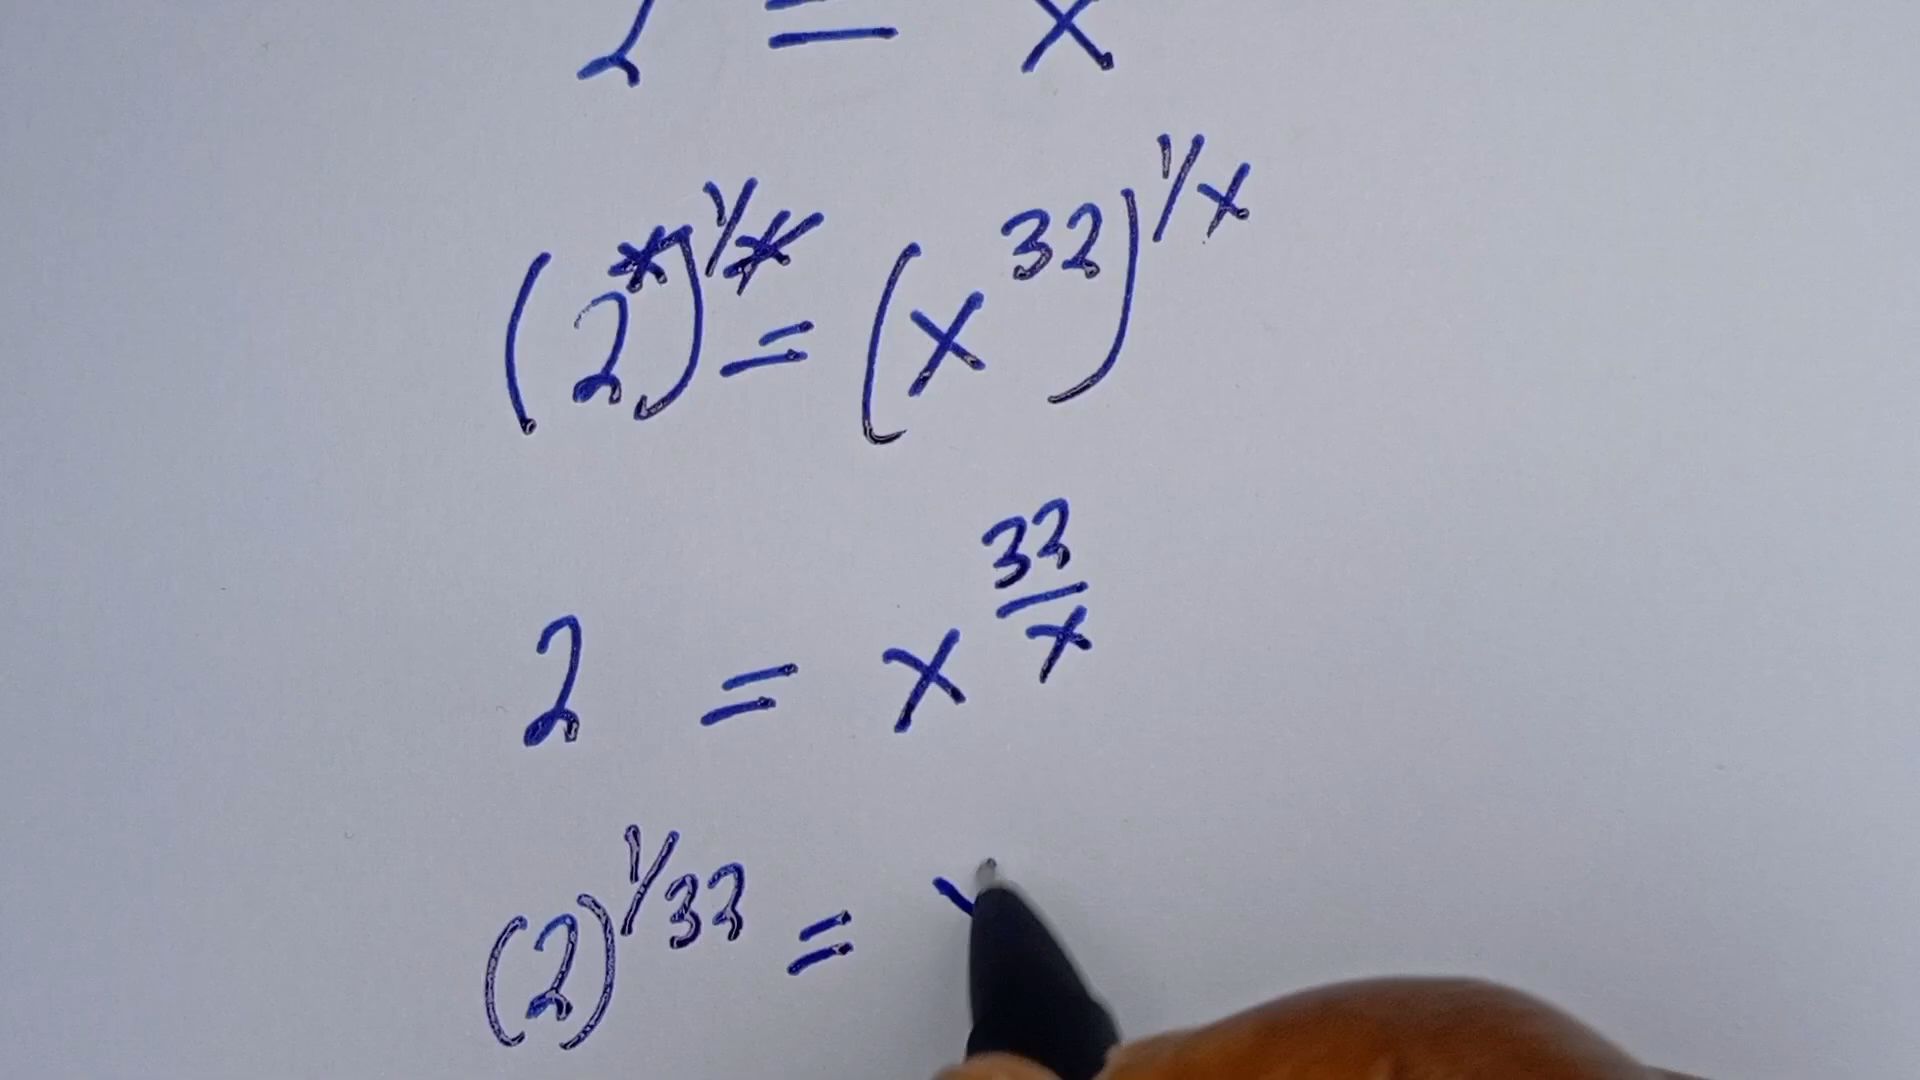 2 = x
(2^x)^1/x = (x^32)^1/x
2 = x^32/x
(2)^1/32 =